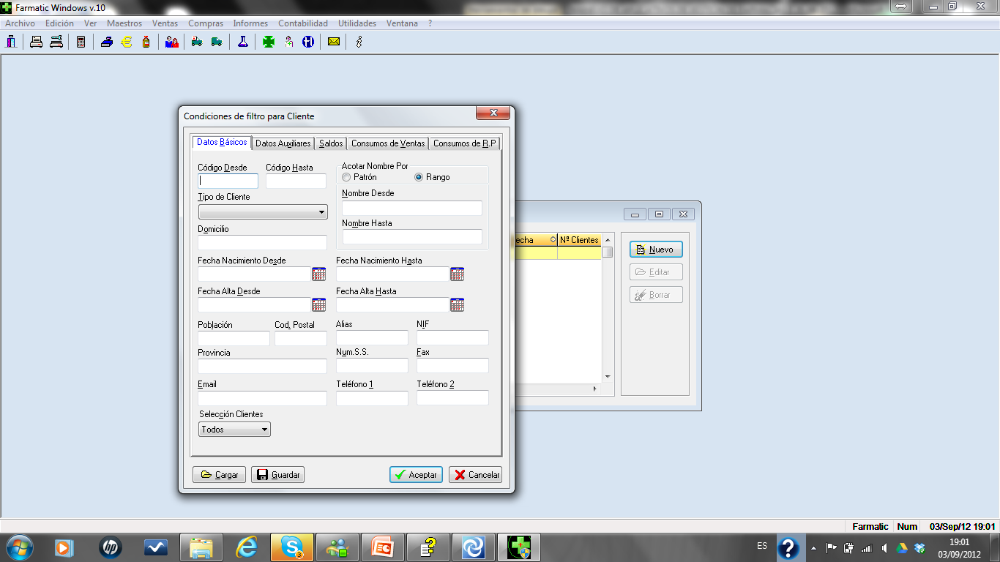 Farmatic Windows v.10
Archivo Edición Ver Maestros Ventas Compras Informes Contabilidad Utilidades Ventana ?
Condiciones de filtro para Cliente
Datos Básicos Datos Auxiliares Saldos Consumos de Ventas Consumos de R.P
Código Desde Código Hasta
Acotar Nombre Por
Patrón Rango
Tipo de Cliente
Nombre Desde
Nombre Hasta
Domicilio
Fecha Nacimiento Desde Fecha Nacimiento Hasta
Fecha Alta Desde Fecha Alta Hasta
Población Cod. Postal Alias NIF
Provincia Num.S.S. Fax
Email Teléfono 1 Teléfono 2
Selección Clientes
Todos
Cargar Guardar Aceptar Cancelar
echa Nº Clientes
Nuevo
Editar
Borrar
Farmatic Num 03/Sep/12 19:01
ES
19:01
03/09/2012